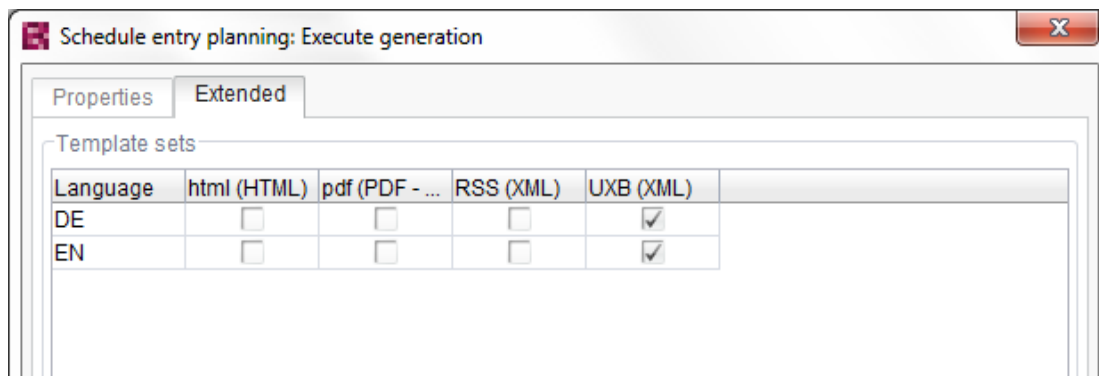 Schedule entry planning: Execute generation
Properties Extended
Template sets
Language html (HTML) pdf (PDF - ... RSS (XML) UXB (XML)
DE
EN